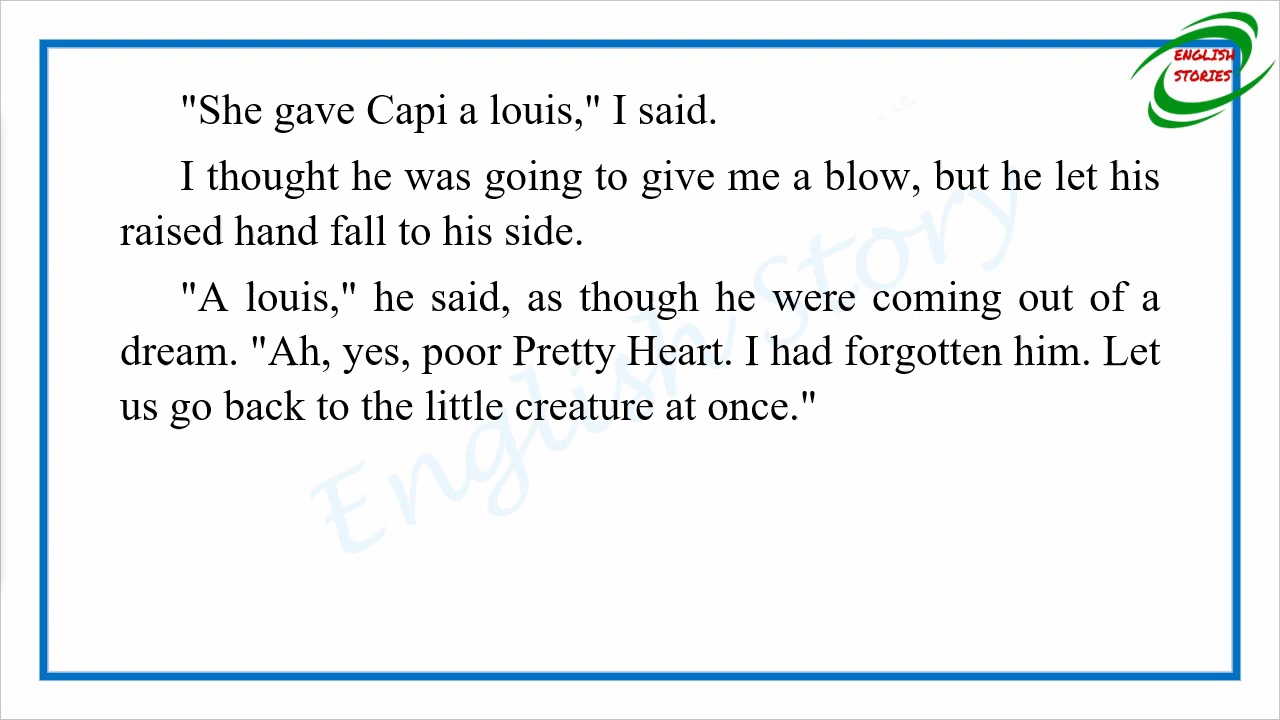 ENGLISH
STORIES
"She gave Capi a louis," I said.
I thought he was going to give me a blow, but he let his
raised hand fall to his side.
"A louis," he said, as though he were coming out of a
dream. "Ah, yes, poor Pretty Heart. I had forgotten him. Let
us go back to the little creature at once."
English Story